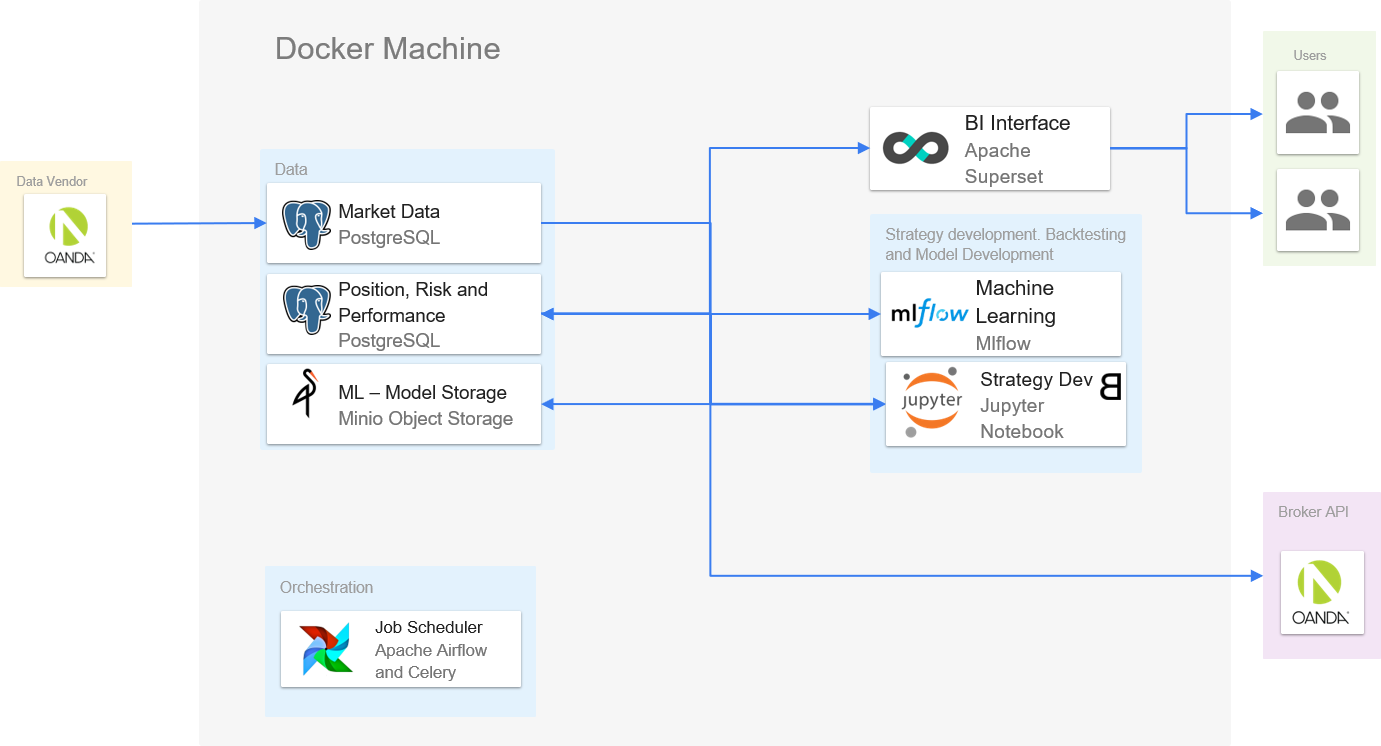 Docker Machine
Users
Data Vendor
OANDA
Data
Market Data
PostgreSQL
Position, Risk and
Performance
PostgreSQL
ML – Model Storage
Minio Object Storage
BI Interface
Apache
Superset
Strategy development. Backtesting
and Model Development
mlflow
Machine
Learning
Mlflow
jupyter
Strategy Dev
B
Jupyter
Notebook
Broker API
OANDA
Orchestration
Job Scheduler
Apache Airflow
and Celery